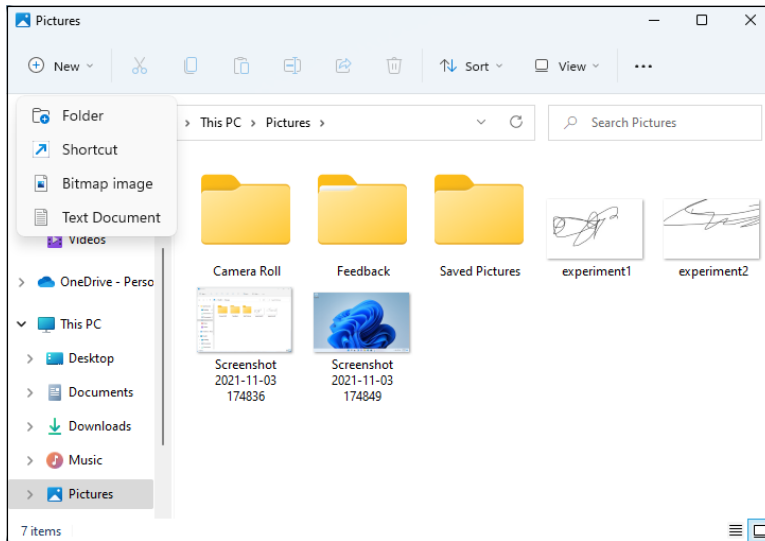 Pictures
New
Sort
View
Folder
Shortcut
Bitmap image
Text Document
This PC > Pictures >
Search Pictures
Videos
OneDrive - Perso
This PC
Desktop
Documents
Downloads
Music
Pictures
Camera Roll
Feedback
Saved Pictures
experiment1
experiment2
Screenshot
2021-11-03
174836
Screenshot
2021-11-03
174849
7 items